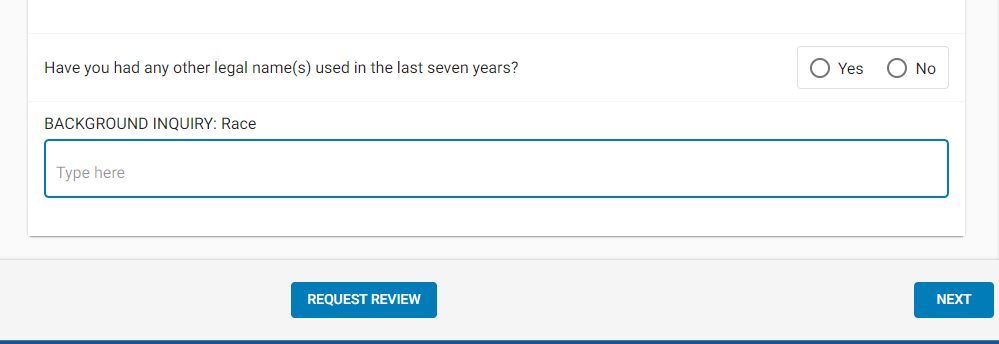 Have you had any other legal name(s) used in the last seven years?
Yes
No
BACKGROUND INQUIRY: Race
Type here
REQUEST REVIEW
NEXT